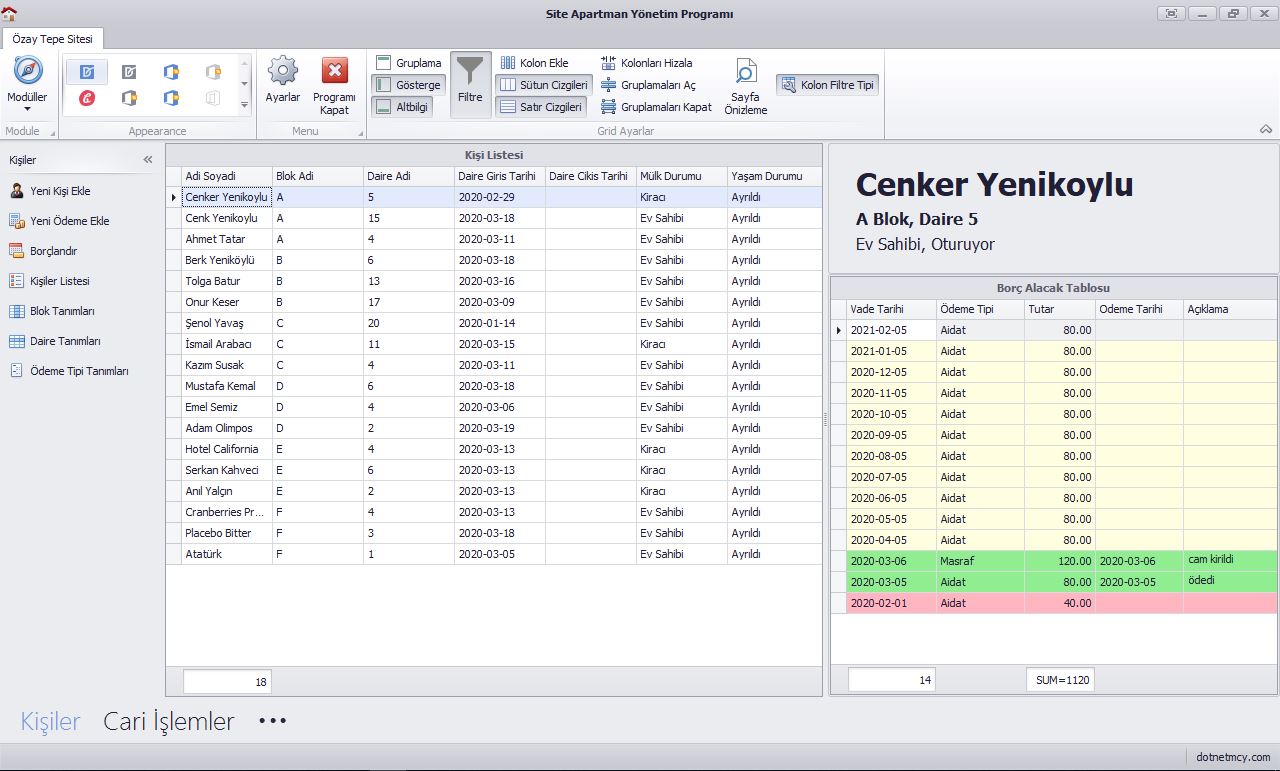 Site Apartman Yönetim Programı
Özay Tepe Sitesi
Modüller
Module
Appearance
Ayarlar
Programı Kapat
Menu
Gruplama
Gösterge
Altbilgi
Filtre
Kolon Ekle
Sütun Cizgileri
Satır Cizgileri
Kolonları Hizala
Gruplamaları Aç
Gruplamaları Kapat
Sayfa Önizleme
Kolon Filtre Tipi
Grid Ayarlar
Kişiler
Yeni Kişi Ekle
Yeni Ödeme Ekle
Borçlandır
Kişiler Listesi
Blok Tanımları
Daire Tanımları
Ödeme Tipi Tanımları
Kişi Listesi
Adi Soyadi Blok Adi Daire Adi Daire Giris Tarihi Daire Cikis Tarihi Mülk Durumu Yaşam Durumu
Cenker Yenikoylu A 5 2020-02-29 Kiracı Ayrıldı
Cenk Yenikoylu A 15 2020-03-18 Ev Sahibi Ayrıldı
Ahmet Tatar A 4 2020-03-11 Ev Sahibi Ayrıldı
Berk Yeniköylü B 6 2020-03-18 Ev Sahibi Ayrıldı
Tolga Batur B 13 2020-03-16 Ev Sahibi Ayrıldı
Onur Keser B 17 2020-03-09 Ev Sahibi Ayrıldı
Şenol Yavaş C 20 2020-01-14 Ev Sahibi Ayrıldı
İsmail Arabacı C 11 2020-03-15 Kiracı Ayrıldı
Kazım Susak C 4 2020-03-11 Ev Sahibi Ayrıldı
Mustafa Kemal D 6 2020-03-18 Ev Sahibi Ayrıldı
Emel Semiz D 4 2020-03-06 Ev Sahibi Ayrıldı
Adam Olimpos D 2 2020-03-19 Ev Sahibi Ayrıldı
Hotel California E 4 2020-03-13 Kiracı Ayrıldı
Serkan Kahveci E 6 2020-03-13 Kiracı Ayrıldı
Anıl Yalçın E 2 2020-03-13 Kiracı Ayrıldı
Cranberries Pr... F 4 2020-03-13 Ev Sahibi Ayrıldı
Placebo Bitter F 3 2020-03-18 Ev Sahibi Ayrıldı
Atatürk F 1 2020-03-05 Ev Sahibi Ayrıldı
18
Cenker Yenikoylu
A Blok, Daire 5
Ev Sahibi, Oturuyor
Borç Alacak Tablosu
Vade Tarihi Ödeme Tipi Tutar Odeme Tarihi Açıklama
2021-02-05 Aidat 80.00
2021-01-05 Aidat 80.00
2020-12-05 Aidat 80.00
2020-11-05 Aidat 80.00
2020-10-05 Aidat 80.00
2020-09-05 Aidat 80.00
2020-08-05 Aidat 80.00
2020-07-05 Aidat 80.00
2020-06-05 Aidat 80.00
2020-05-05 Aidat 80.00
2020-04-05 Aidat 80.00
2020-03-06 Masraf 120.00 2020-03-06 cam kirildi
2020-03-05 Aidat 80.00 2020-03-05 ödedi
2020-02-01 Aidat 40.00
14 SUM=1120
Kişiler Cari İşlemler •••
dotnetmcy.com